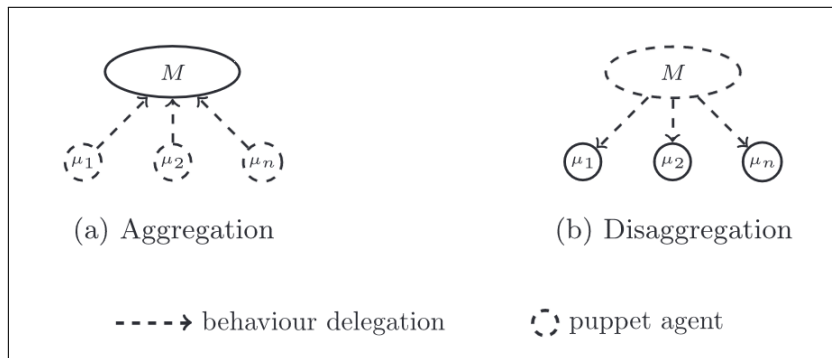 M M
μ1 μ2 μn μ1 μ2 μn
(a) Aggregation (b) Disaggregation
behaviour delegation puppet agent